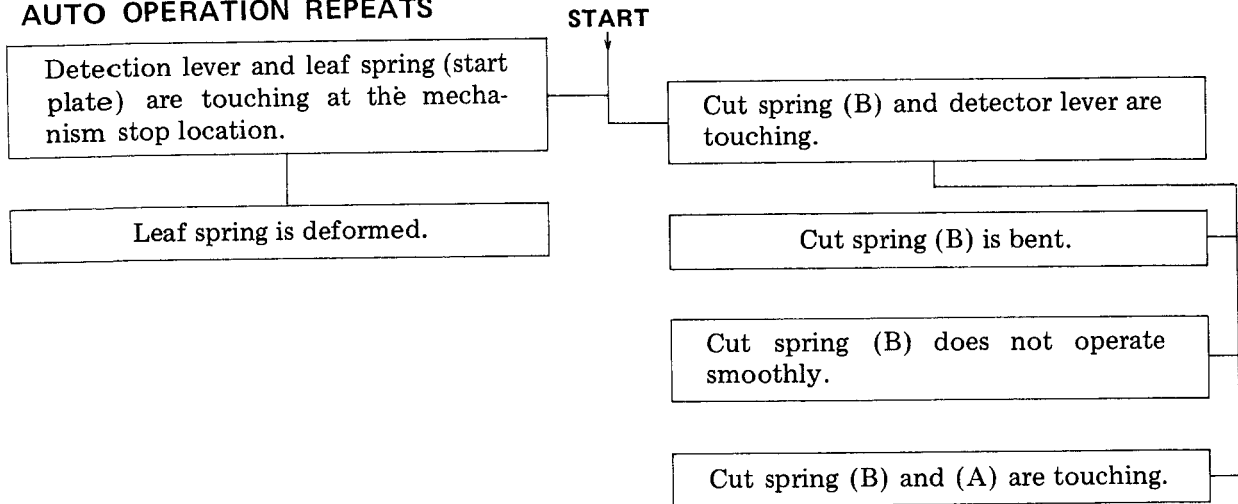 AUTO OPERATION REPEATS
START
Detection lever and leaf spring (start
plate) are touching at the mecha-
nism stop location.
Leaf spring is deformed.
Cut spring (B) and detector lever are
touching.
Cut spring (B) is bent.
Cut spring (B) does not operate
smoothly.
Cut spring (B) and (A) are touching.